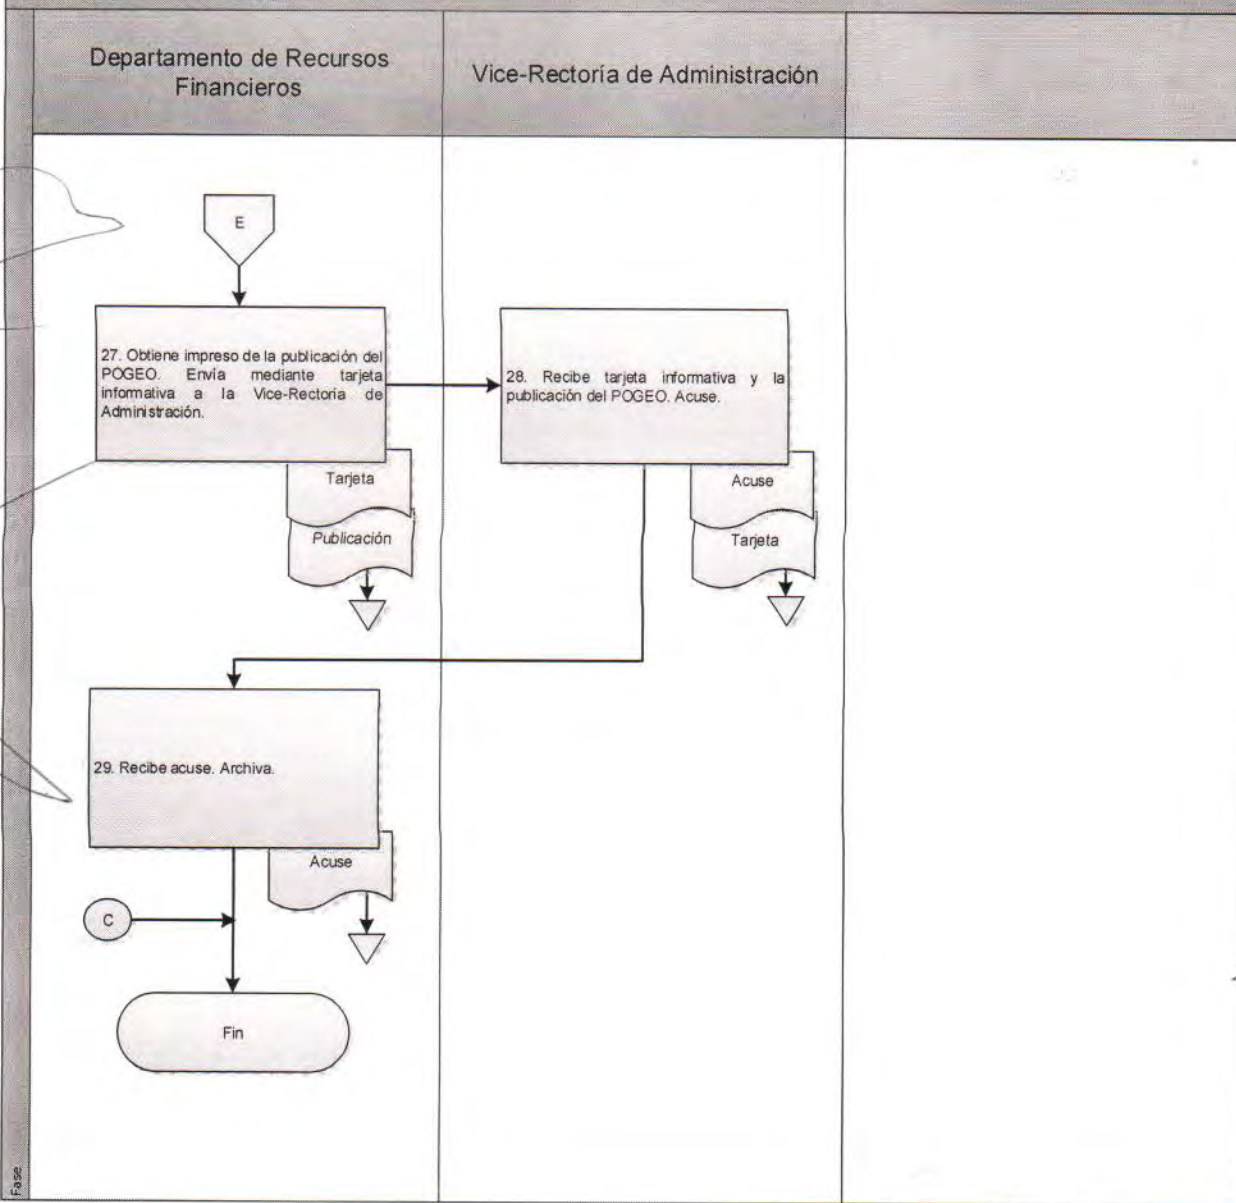 Departamento de Recursos
Financieros
Vice-Rectoría de Administración
E
27. Obtiene impreso de la publicación del
POGEO. Envía mediante tarjeta
informativa a la Vice-Rectoría de
Administración.
Tarjeta
Publicación
28. Recibe tarjeta informativa y la
publicación del POGEO. Acuse.
Acuse
Tarjeta
29. Recibe acuse. Archiva.
Acuse
C
Fin
Fase